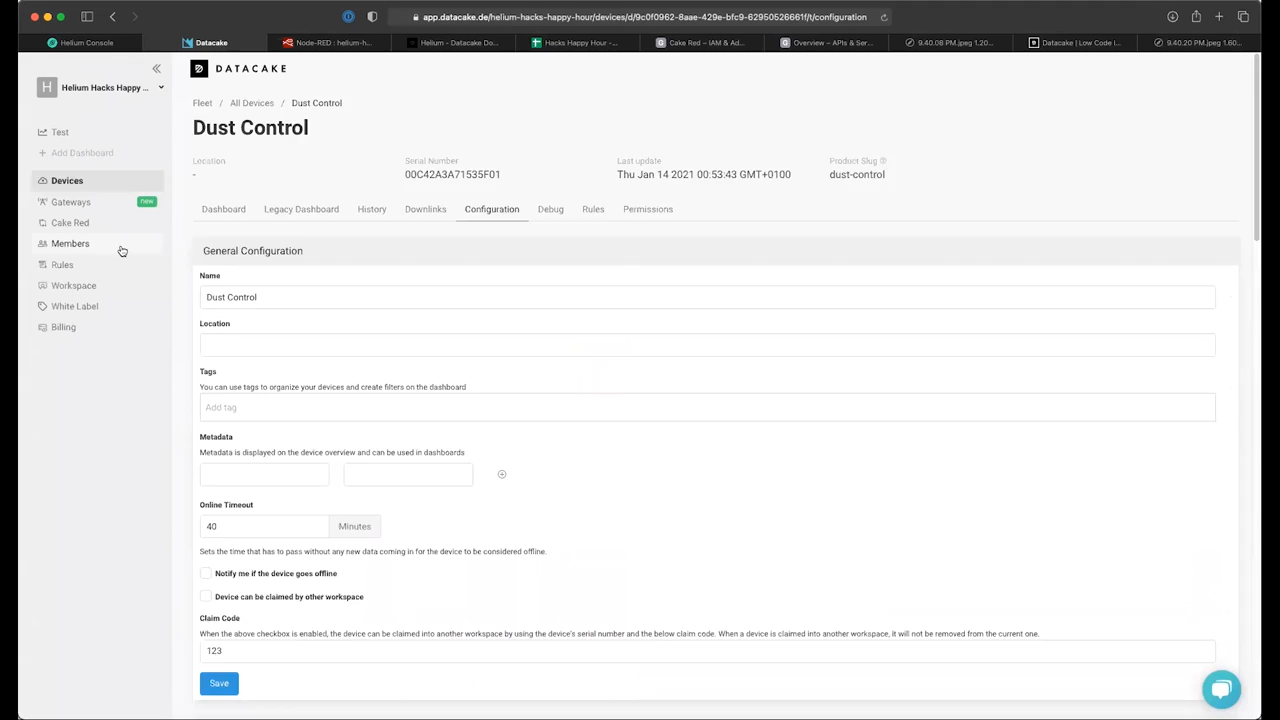 app.datacake.de/helium-hacks-happy-hour/devices/d/9c0f0962-8aae-429e-bfc9-62950526661f/t/configuration
Helium Console
Datacake
Node-RED : helium-h...
Helium - Datacake Do...
Hacks Happy Hour -...
Cake Red – IAM & Ad...
Overview – APIs & Ser...
9.40.08 PM.jpeg 1.20...
Datacake | Low Code I...
9.40.20 PM.jpeg 1.60...
H
Helium Hacks Happy ...
Test
Add Dashboard
Devices
Gateways
new
Cake Red
Members
Rules
Workspace
White Label
Billing
DATACAKE
Fleet / All Devices / Dust Control
Dust Control
Location
-
Serial Number
00C42A3A71535F01
Last update
Thu Jan 14 2021 00:53:43 GMT+0100
Product Slug
dust-control
Dashboard
Legacy Dashboard
History
Downlinks
Configuration
Debug
Rules
Permissions
General Configuration
Name
Dust Control
Location
Tags
You can use tags to organize your devices and create filters on the dashboard
Add tag
Metadata
Metadata is displayed on the device overview and can be used in dashboards
Online Timeout
40 Minutes
Sets the time that has to pass without any new data coming in for the device to be considered offline.
Notify me if the device goes offline
Device can be claimed by other workspace
Claim Code
When the above checkbox is enabled, the device can be claimed into another workspace by using the device's serial number and the below claim code. When a device is claimed into another workspace, it will not be removed from the current one.
123
Save